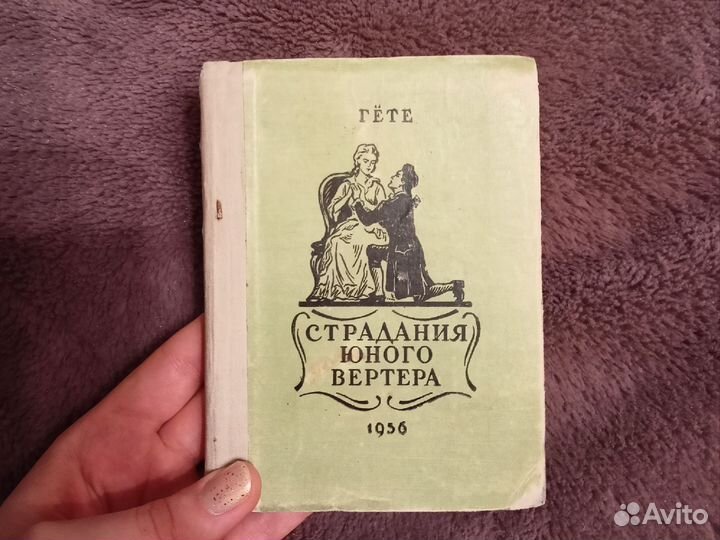 ГЁТЕ
СТРАДАНИЯ
ЮНОГО
ВЕРТЕРА
1956
Avito